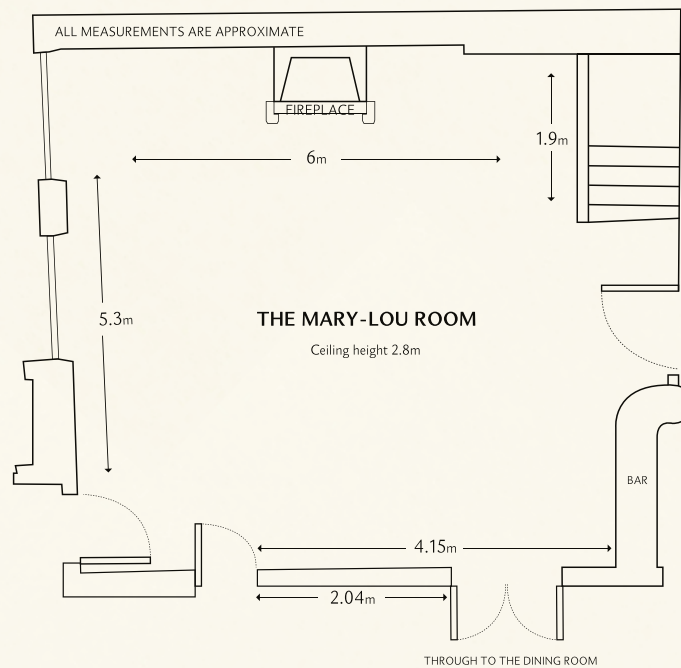 ALL MEASUREMENTS ARE APPROXIMATE
FIREPLACE
1.9m
6m
5.3m
THE MARY-LOU ROOM
Ceiling height 2.8m
BAR
4.15m
2.04m
THROUGH TO THE DINING ROOM